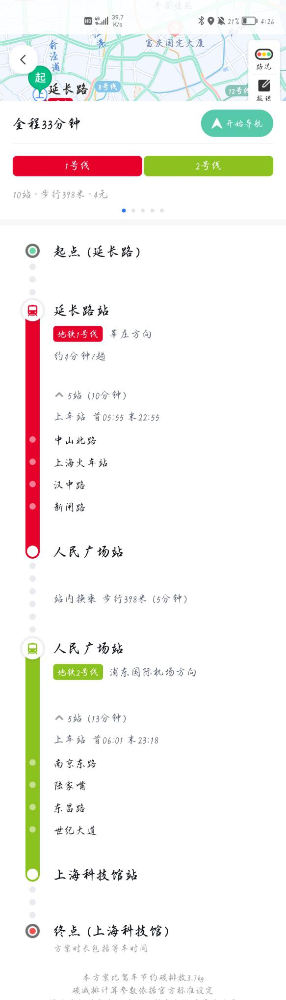 平安佳苑
HD 4G 39.7 K/s 21% 4:26
富庆国定大厦
俞泾浦
起
延长路
8号线
12号线
路况
报错
全程33分钟
开始导航
1号线
2号线
10站·步行398米·4元
起点 (延长路)
延长路站
地铁1号线 莘庄方向
约4分钟/趟
5站 (10分钟)
上车站 首05:55 末22:55
中山北路
上海火车站
汉中路
新闸路
人民广场站
站内换乘 步行398米 (5分钟)
人民广场站
地铁2号线 浦东国际机场方向
5站 (13分钟)
上车站 首06:01 末23:18
南京东路
陆家嘴
东昌路
世纪大道
上海科技馆站
终点 (上海科技馆)
方案时长包括等车时间
本方案比驾车节约碳排放3.7kg
碳减排计算参数依据官方标准设定